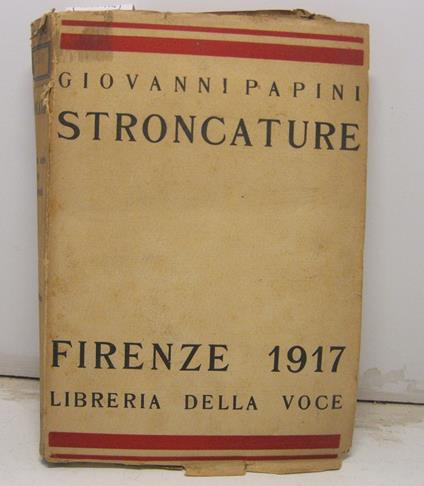 GIOVANNI PAPINI
STRONCATURE
FIRENZE 1917
LIBRERIA DELLA VOCE